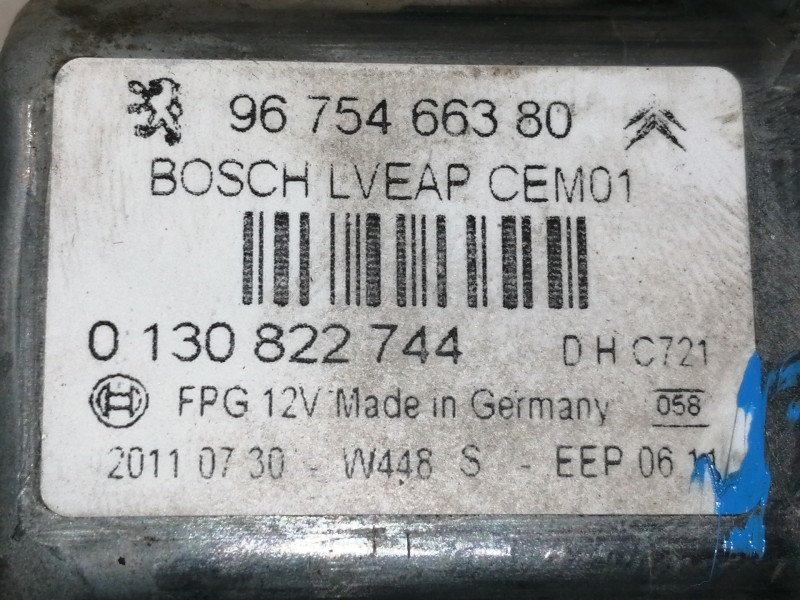 96 754 663 80
BOSCH LVEAP CEM01
0 130 822 744 D H C721
FPG 12V Made in Germany 058
2011 07 30 - W448 S - EEP 06 11